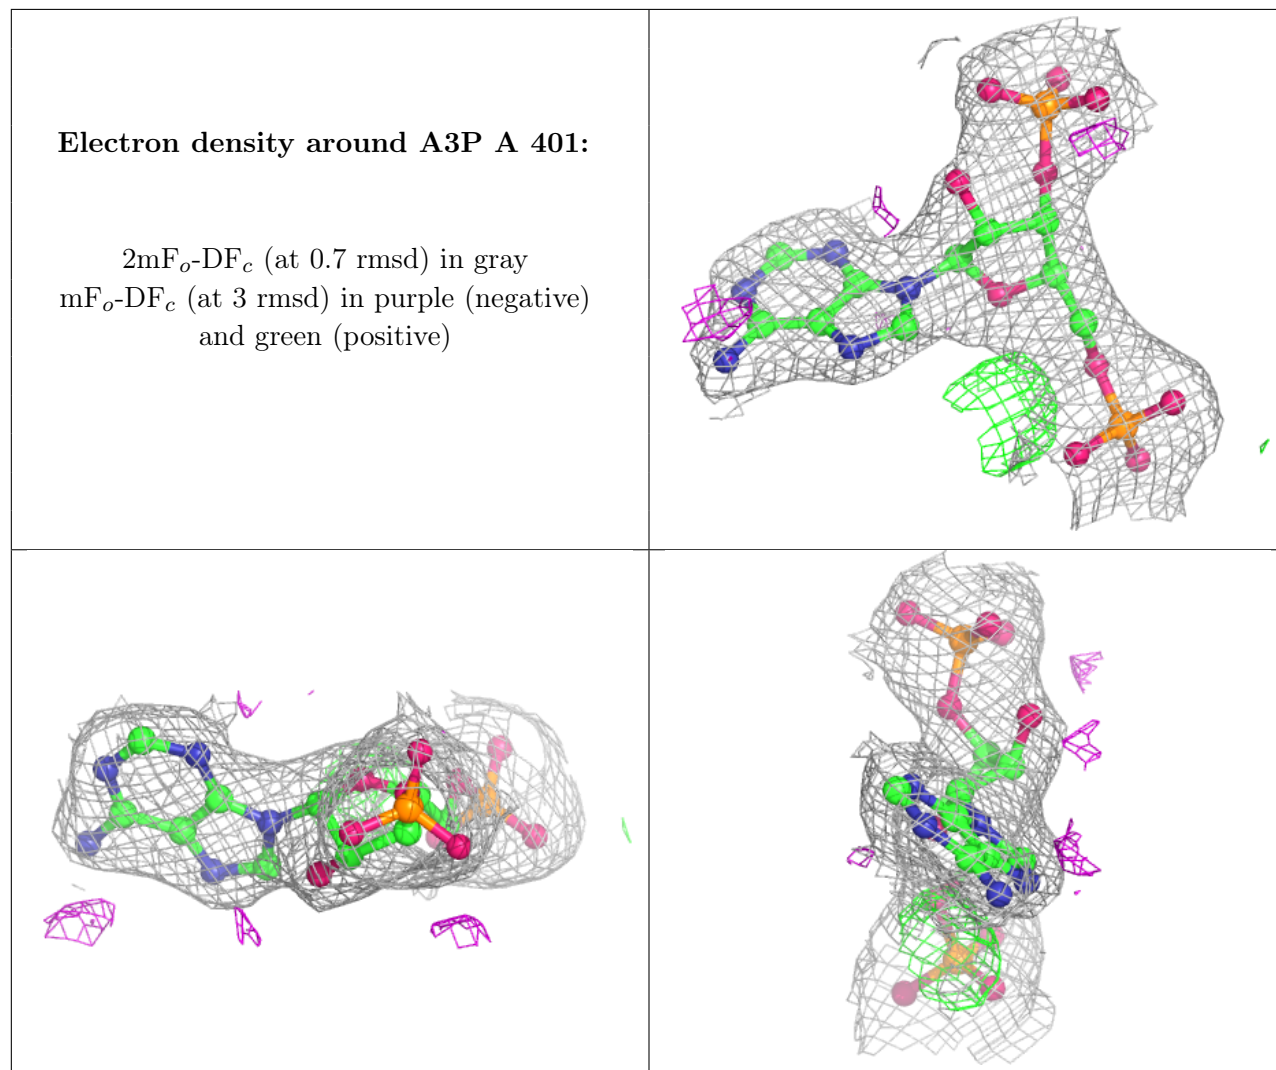 Electron density around A3P A 401:
2mFo-DFc (at 0.7 rmsd) in gray
mFo-DFc (at 3 rmsd) in purple (negative)
and green (positive)